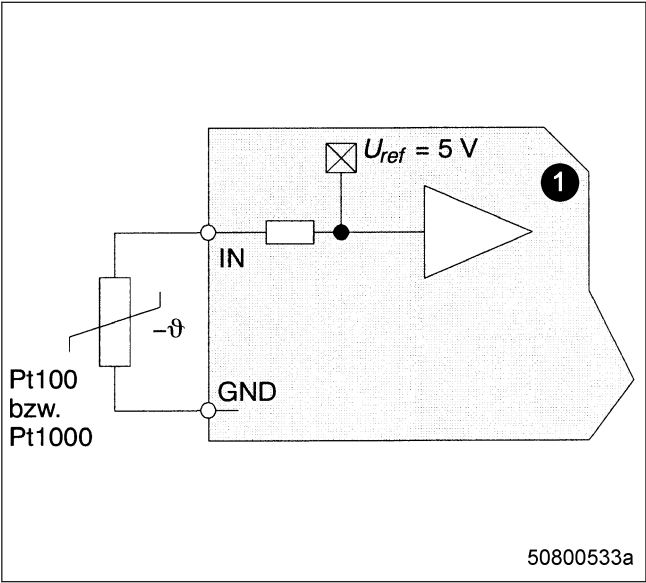 U_ref = 5 V
1
IN
–ϑ
Pt100
bzw.
Pt1000
GND
50800533a